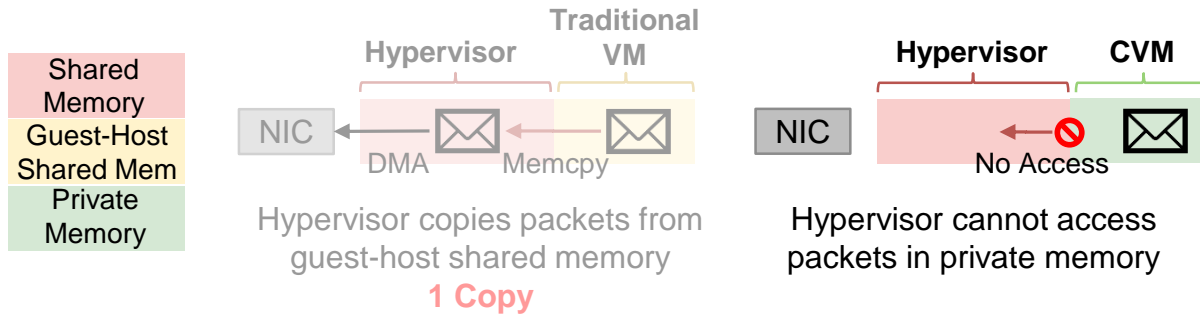 Shared
Memory
Guest-Host
Shared Mem
Private
Memory
Traditional
VM
Hypervisor
NIC
DMA
Memcpy
Hypervisor copies packets from
guest-host shared memory
1 Copy
Hypervisor
CVM
NIC
No Access
Hypervisor cannot access
packets in private memory